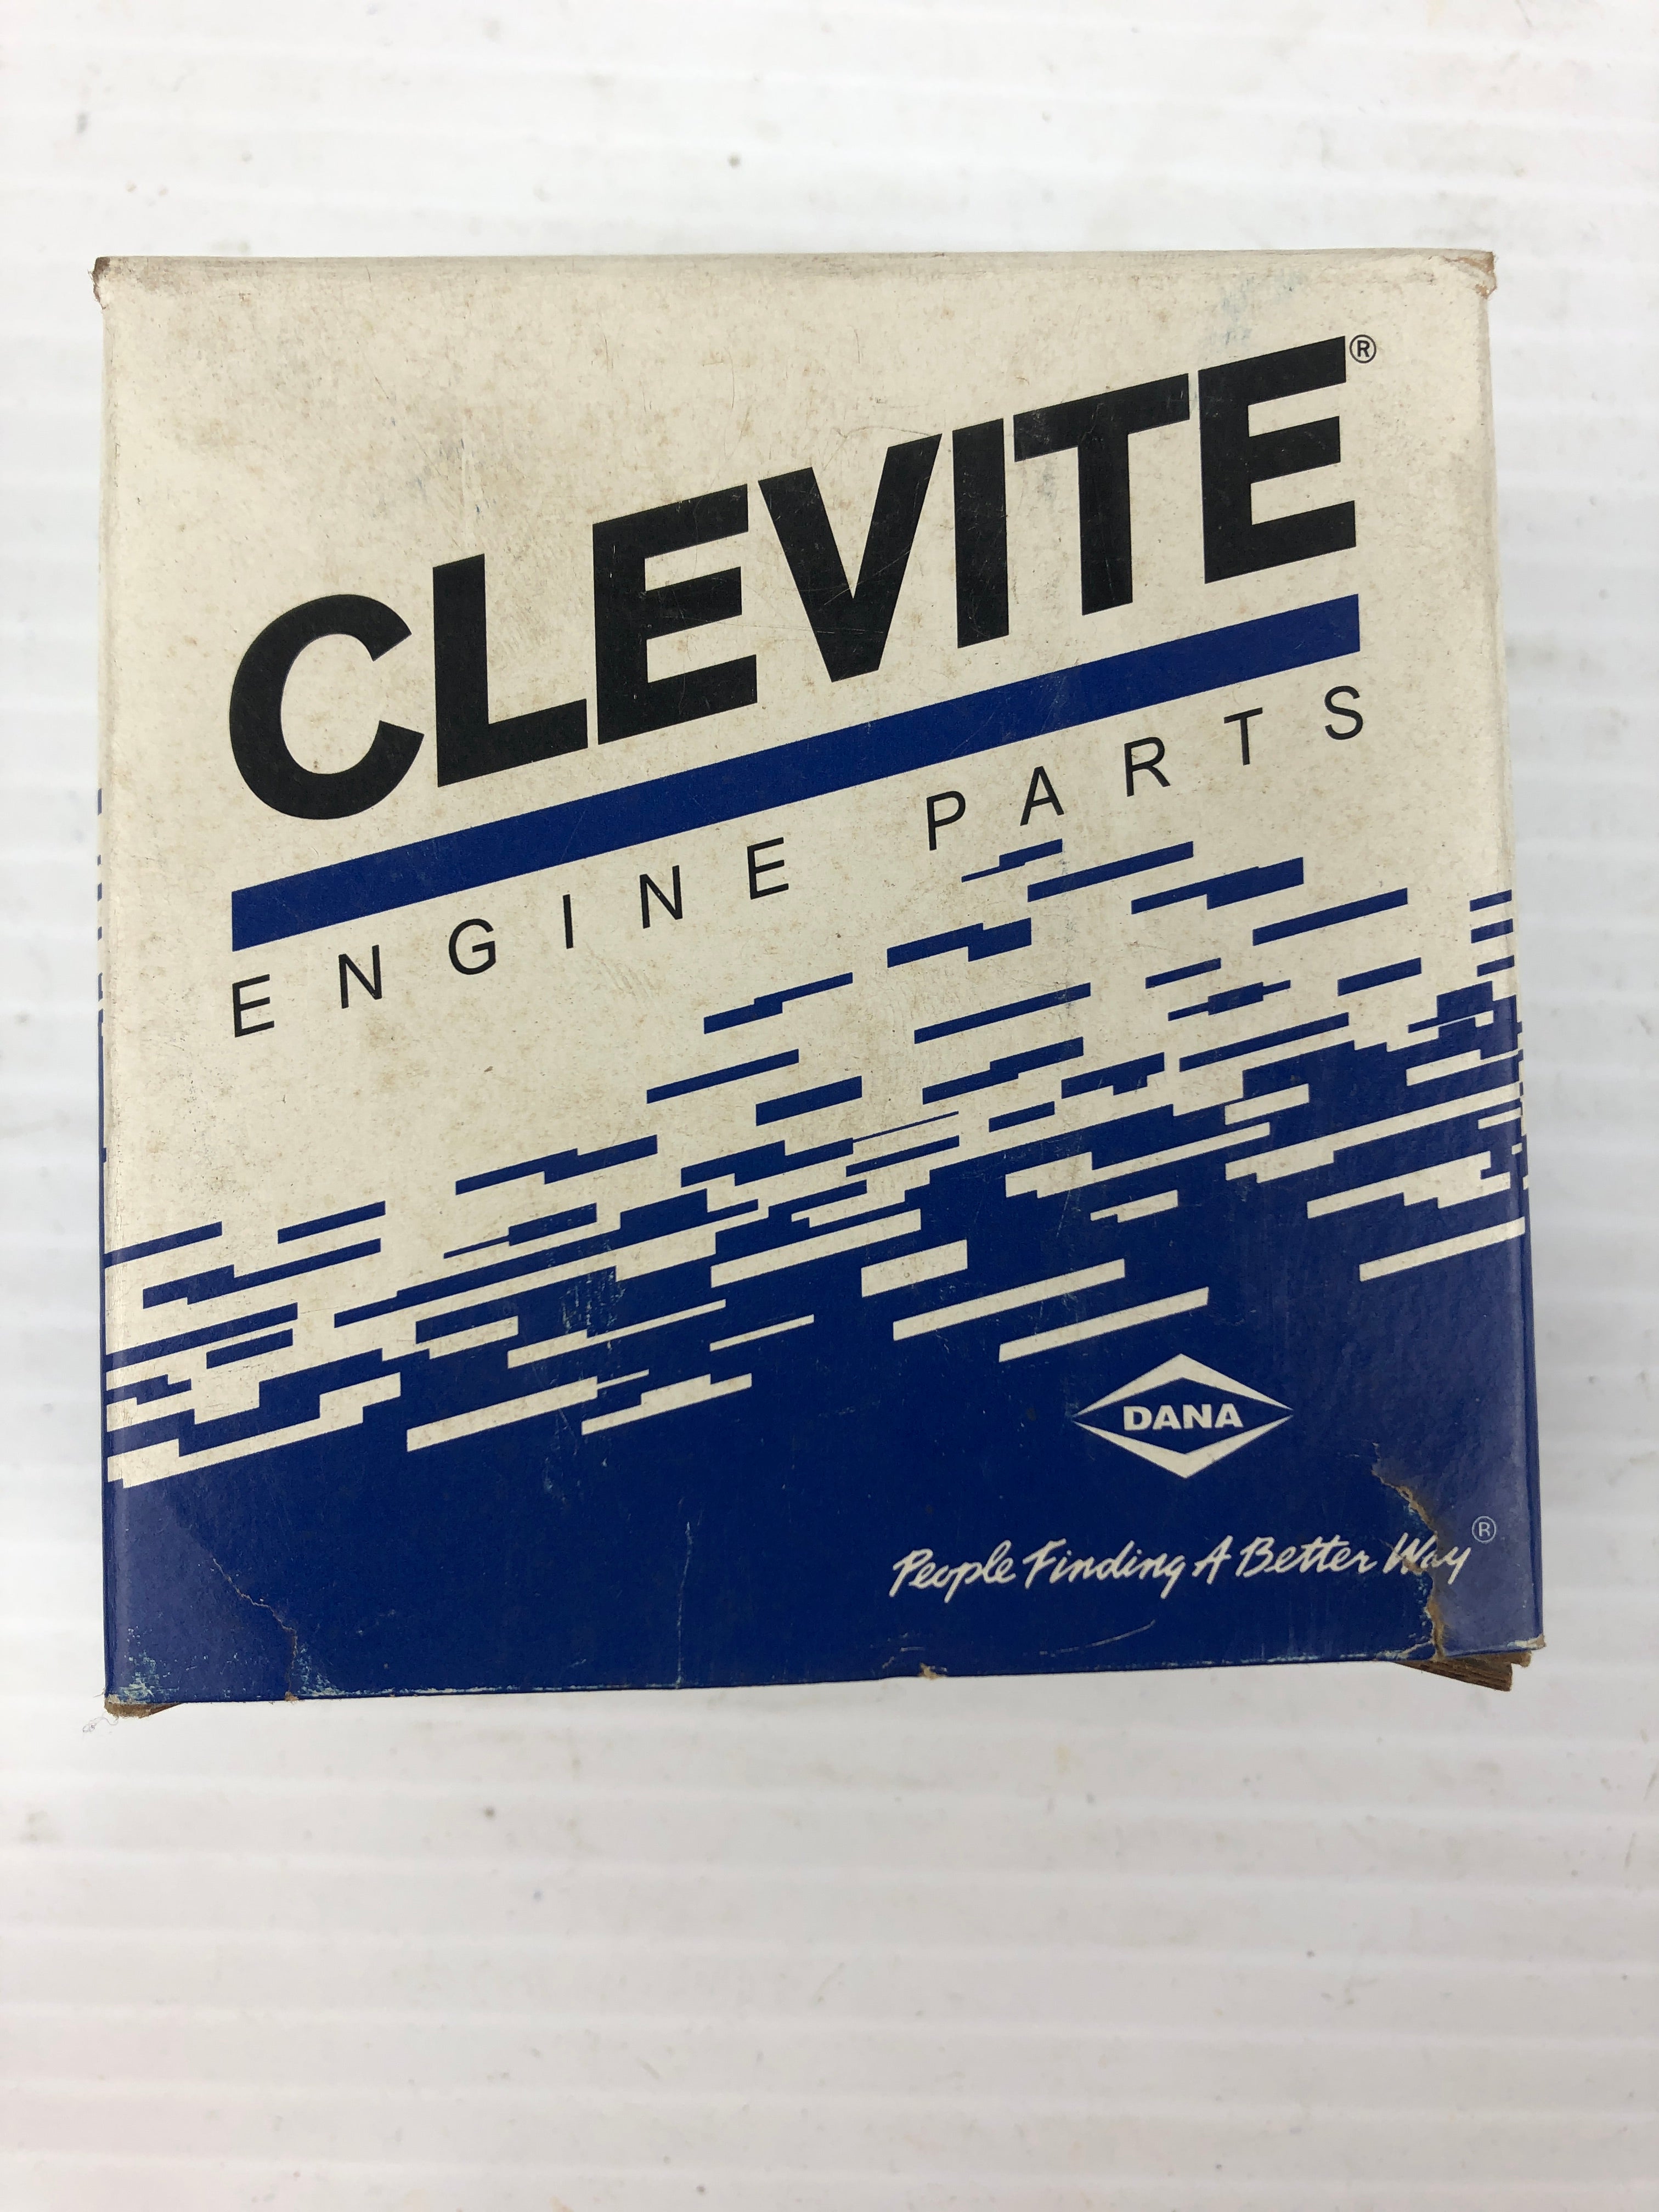 CLEVITE®
ENGINE PARTS
DANA
People Finding A Better Way®